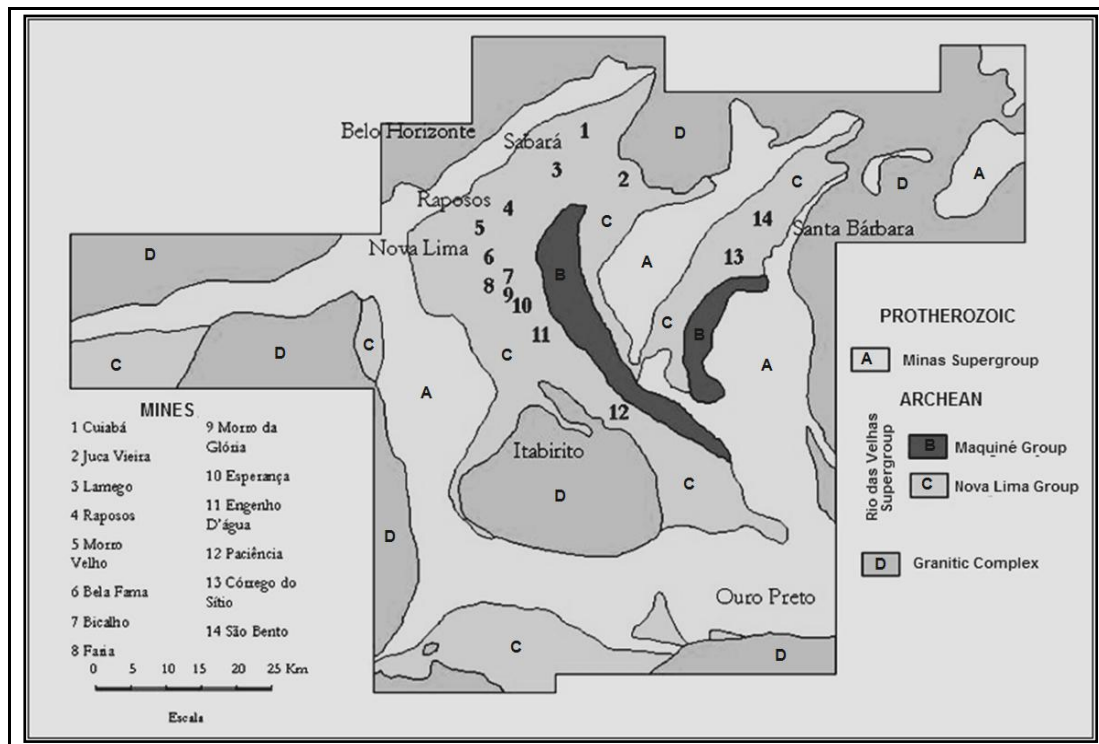 D
1
Belo Horizonte
Sabará
D
3
2
C
A
D
Raposos
4
14
5
C
Santa Bárbara
Nova Lima
6
13
D
7
B
A
8
9
10
C
PROTHEROZOIC
11
B
C
D
C
C
A
Minas Supergroup
A
A
ARCHEAN
MINES
12
1 Cuiabá
2 Juca Vieira
3 Lamego
4 Raposos
5 Morro
Velho
6 Bela Fama
7 Bicalho
8 Faria
9 Morro da
Glória
10 Esperança
11 Engenho
D'água
12 Paciência
13 Córrego do
Sítio
14 São Bento
Itabirito
D
C
D
Rio das Velhas
Supergroup
B
Maquiné Group
C
Nova Lima Group
D
Granitic Complex
Ouro Preto
C
D
0 5 10 15 20 25 Km
Escala